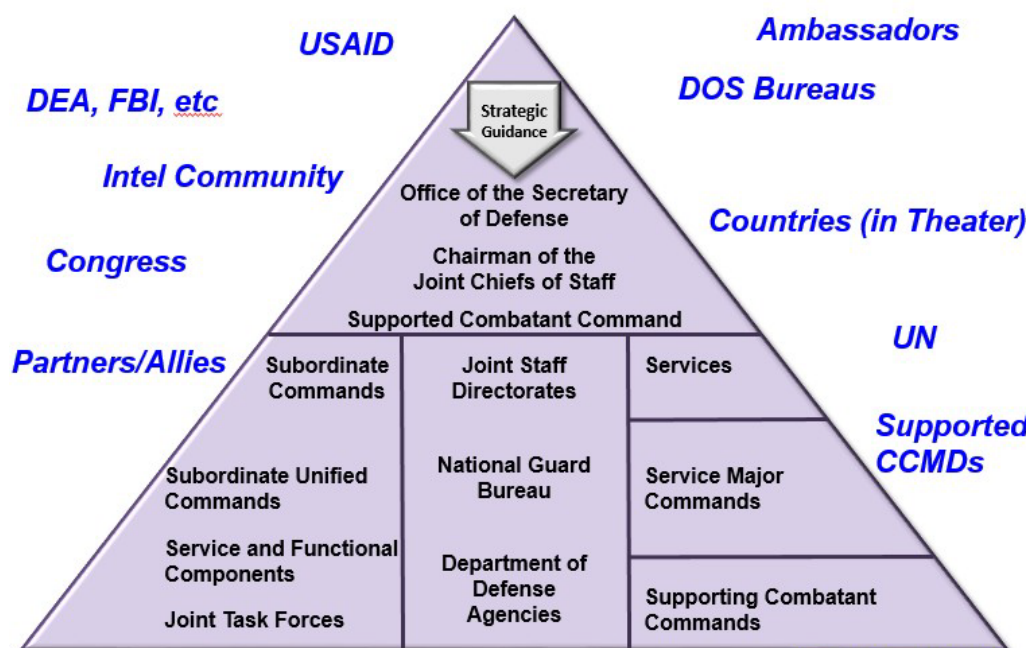 USAID
Ambassadors
DEA, FBI, etc
DOS Bureaus
Strategic
Guidance
Intel Community
Office of the Secretary
of Defense
Countries (in Theater)
Congress
Chairman of the
Joint Chiefs of Staff
Supported Combatant Command
UN
Partners/Allies
Subordinate
Commands
Joint Staff
Directorates
Services
Supported
CCMDs
Subordinate Unified
Commands
National Guard
Bureau
Service Major
Commands
Service and Functional
Components
Joint Task Forces
Department of
Defense
Agencies
Supporting Combatant
Commands